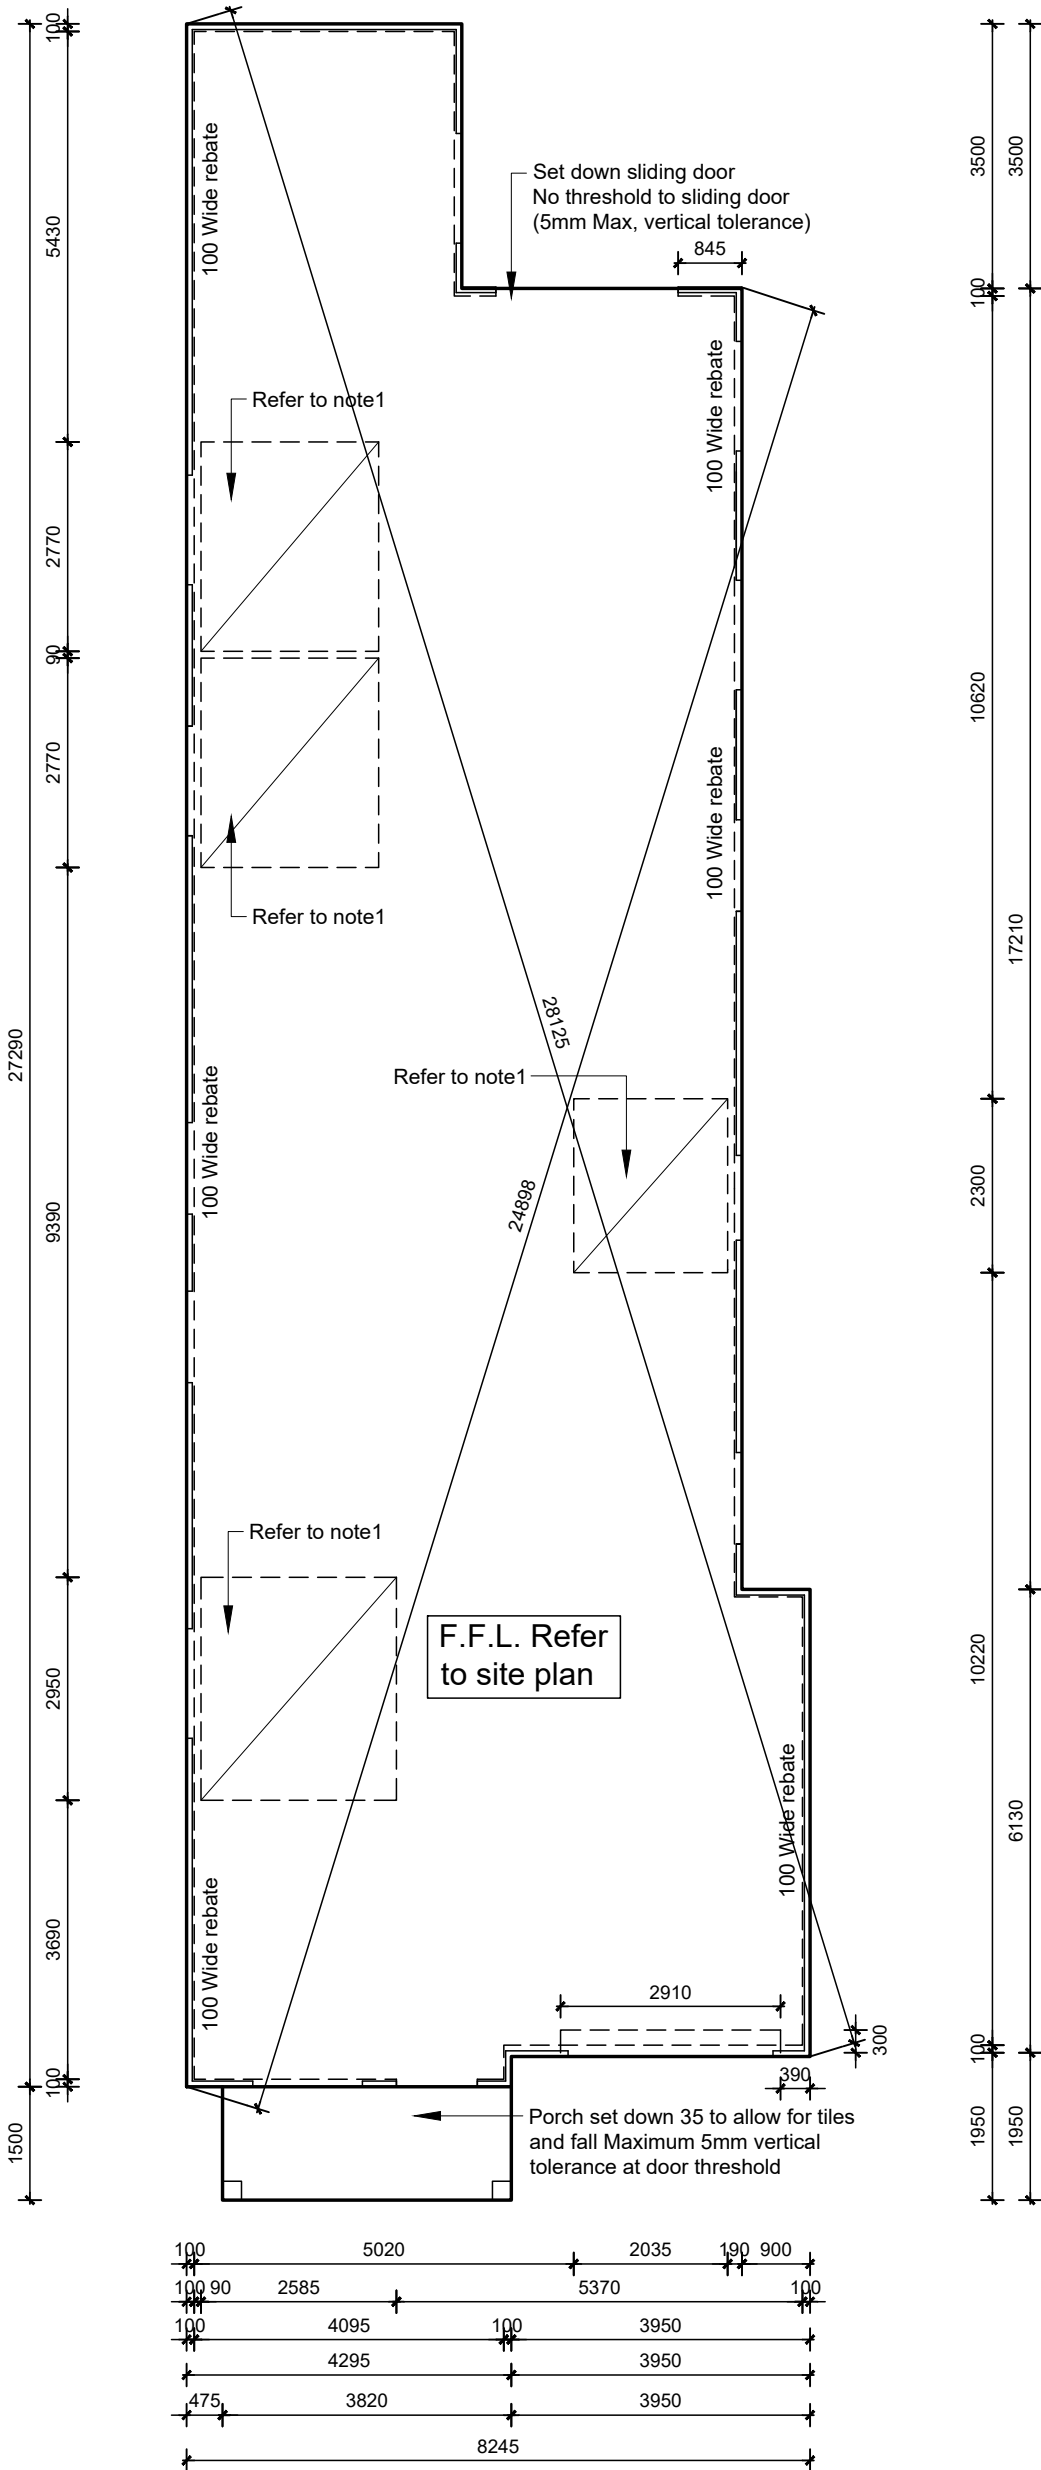 100
5430
2770
90
2770
27290
9390
2950
3690
100
1500
100 Wide rebate
Set down sliding door
No threshold to sliding door
(5mm Max, vertical tolerance)
845
3500
3500
100
100 Wide rebate
Refer to note1
10620
100 Wide rebate
Refer to note1
17210
28125
Refer to note1
100 Wide rebate
24898
2300
Refer to note1
F.F.L. Refer
to site plan
10220
6130
100 Wide rebate
100 Wide rebate
2910
300
100
390
Porch set down 35 to allow for tiles
and fall Maximum 5mm vertical
tolerance at door threshold
1950
1950
100 5020 2035 190 900
100 90 2585 5370 100
100 4095 100 3950
4295 3950
475 3820 3950
8245